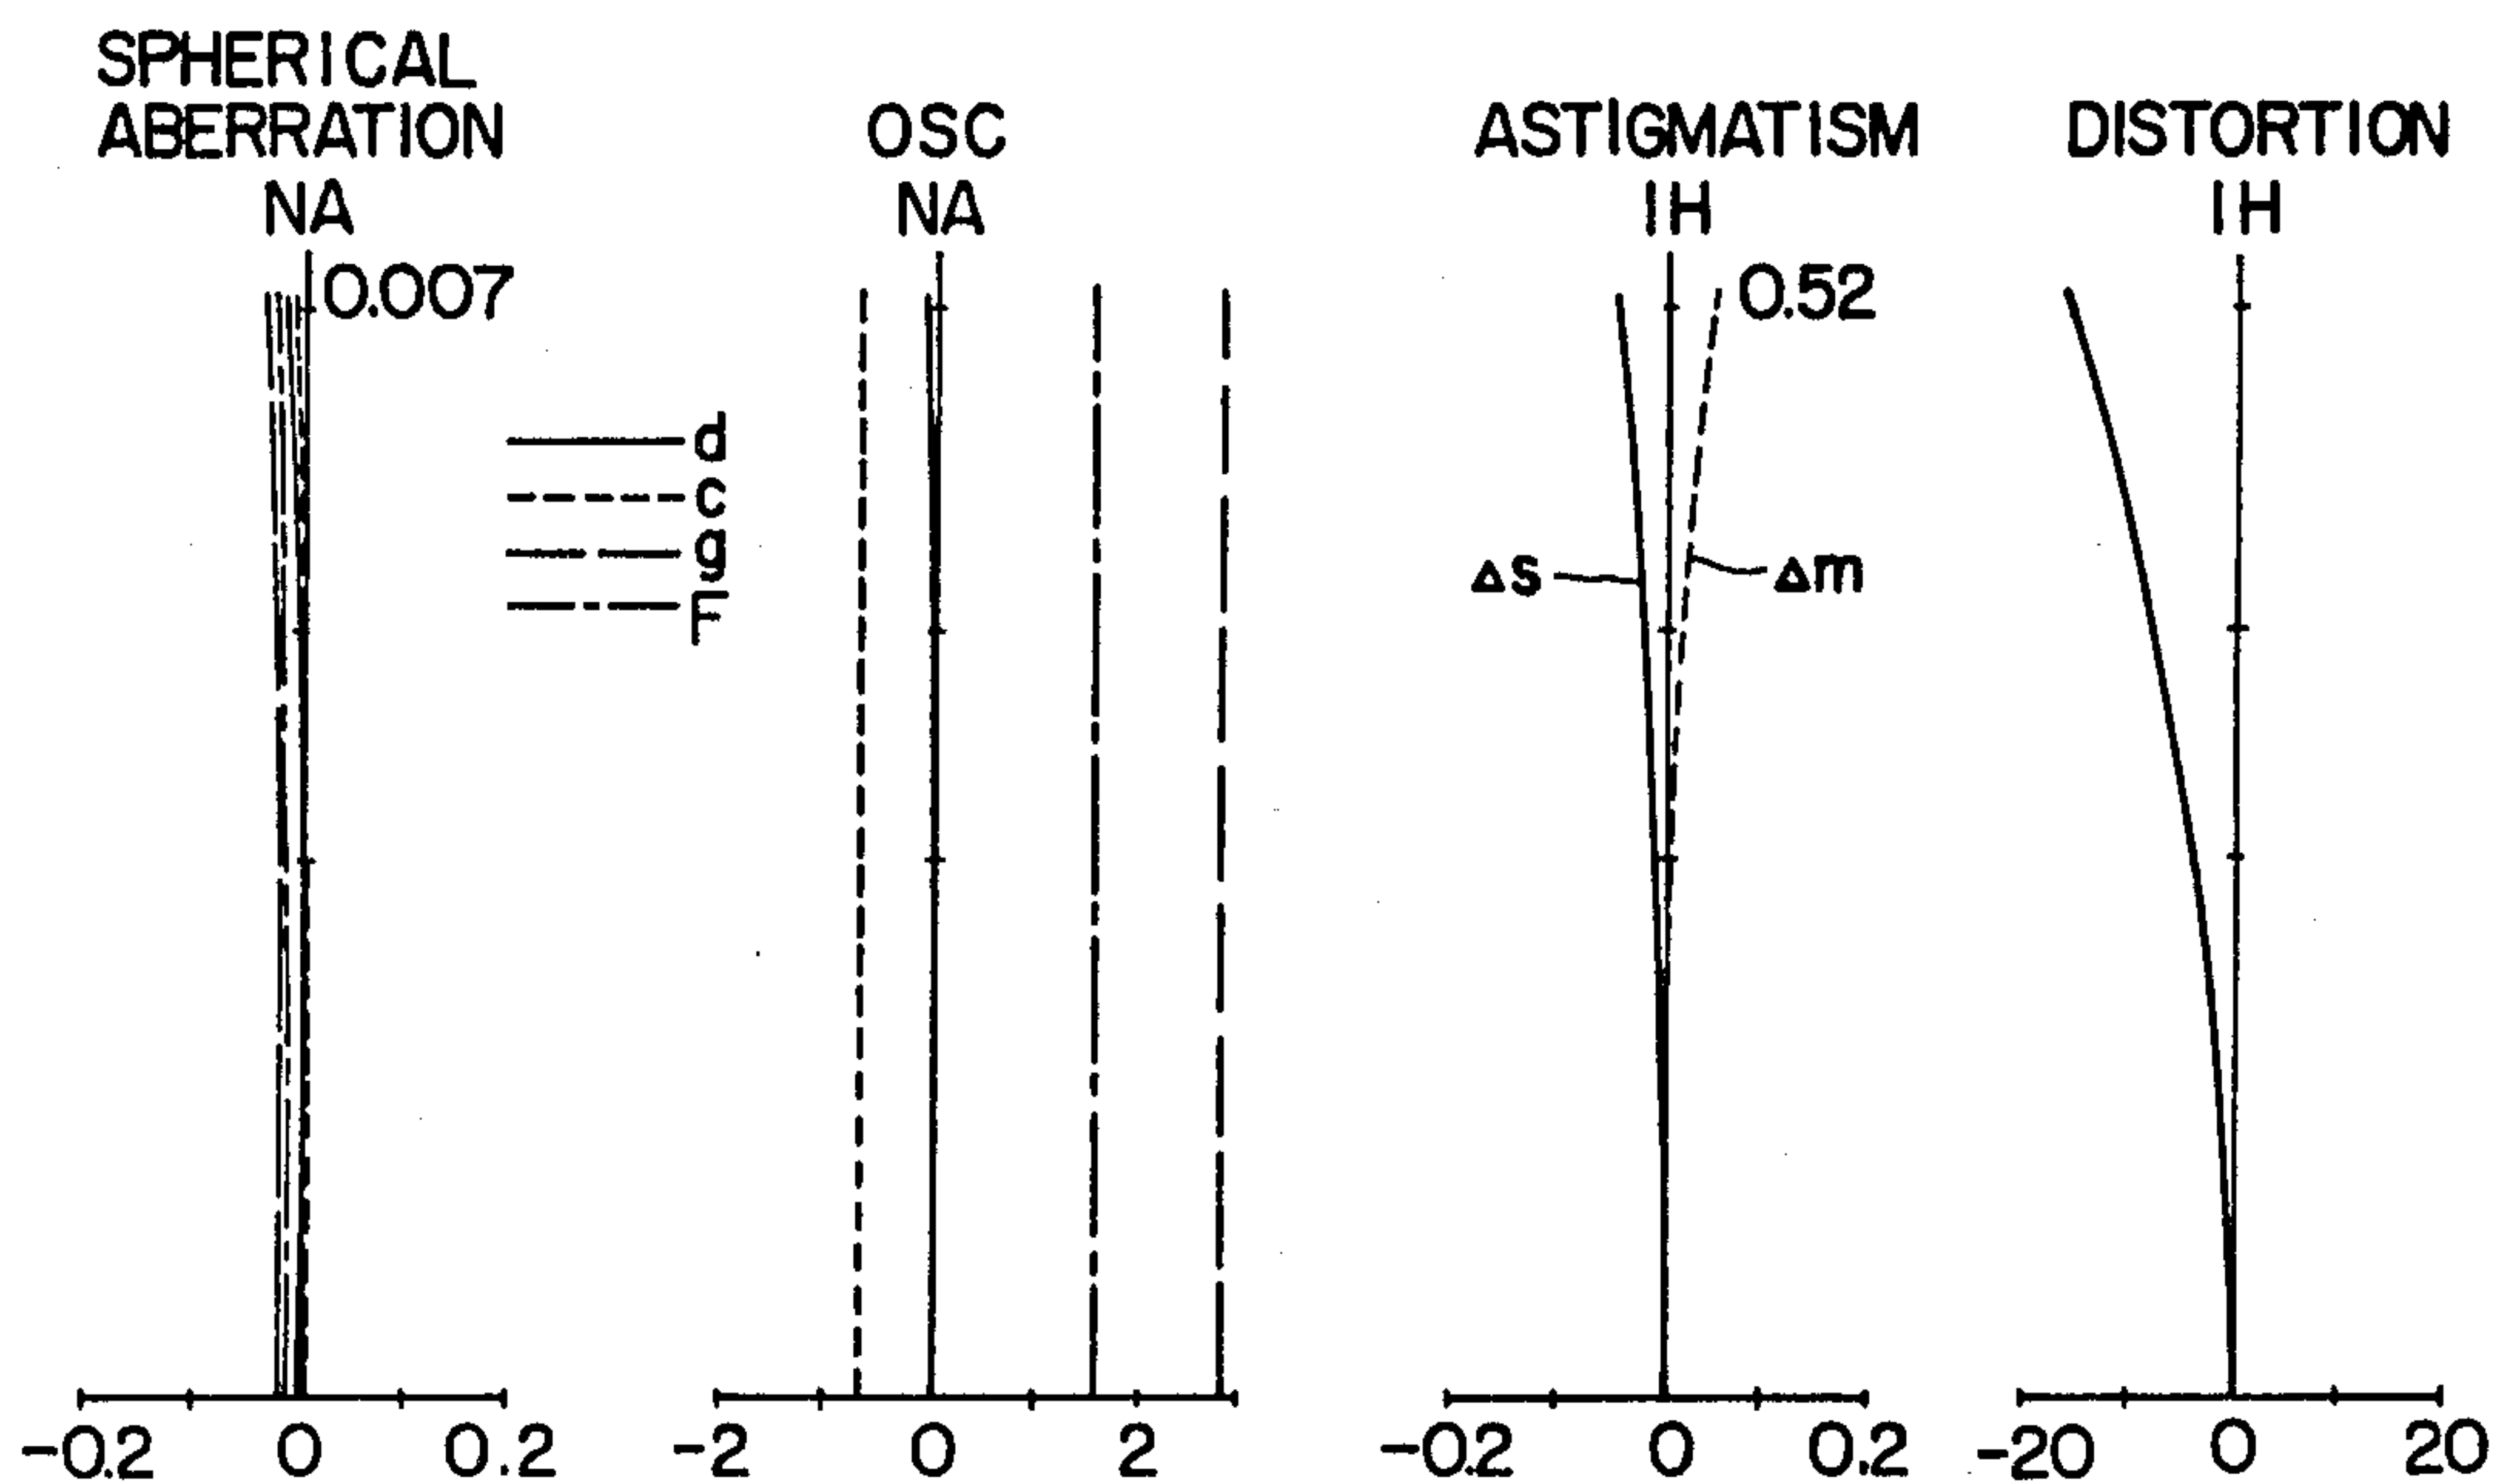 SPHERICAL
ABERRATION
NA
0.007
d
c
g
F
-0.2 0 0.2
OSC
NA
-2 0 2
ASTIGMATISM
IH
0.52
Δs
Δm
-0.2 0 0.2
DISTORTION
IH
-20 0 20